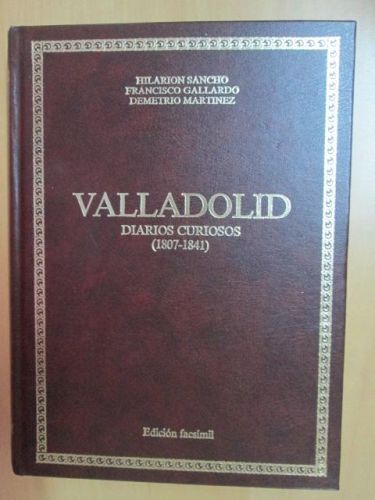 HILARION SANCHO
FRANCISCO GALLARDO
DEMETRIO MARTINEZ
VALLADOLID
DIARIOS CURIOSOS
(1807-1841)
Edición facsímil